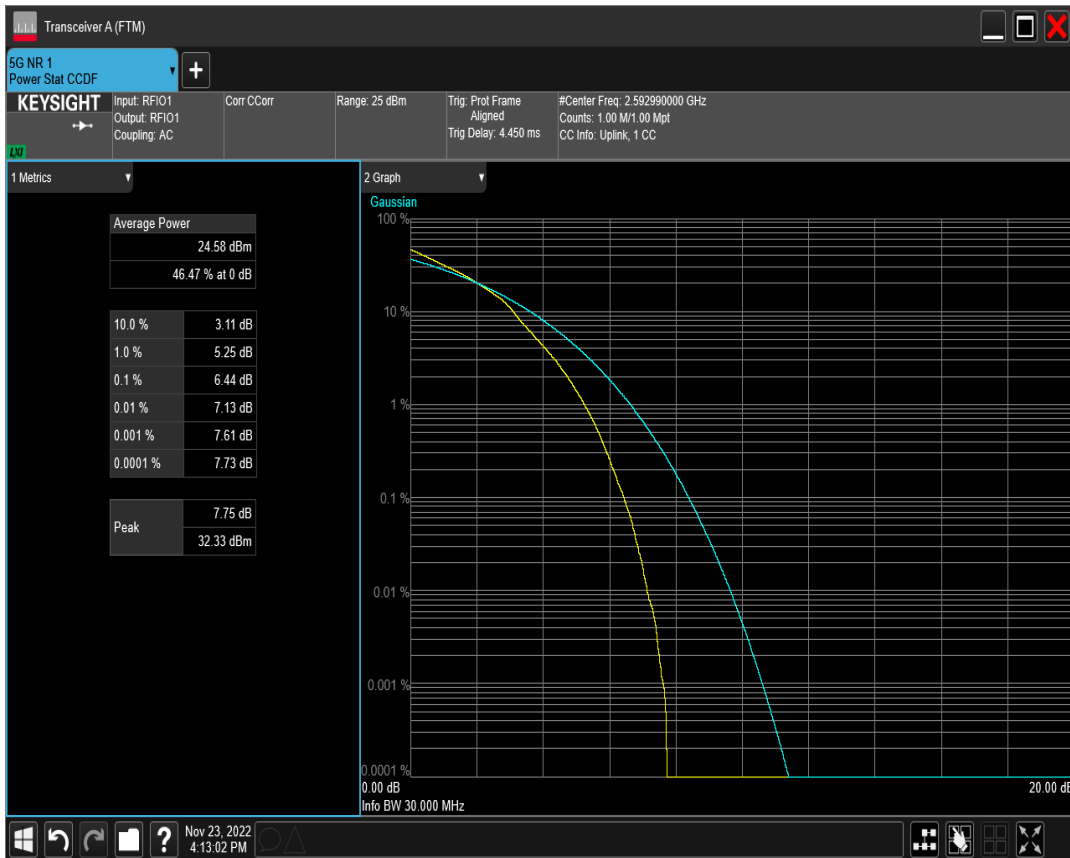 Transceiver A (FTM)
5G NR 1
Power Stat CCDF
+
KEYSIGHT
LXI
Input: RFIO1
Output: RFIO1
Coupling: AC
Corr CCorr
Range: 25 dBm
Trig: Prot Frame
Aligned
Trig Delay: 4.450 ms
#Center Freq: 2.592990000 GHz
Counts: 1.00 M/1.00 Mpt
CC Info: Uplink, 1 CC
1 Metrics
Average Power
24.58 dBm
46.47 % at 0 dB
10.0 % 3.11 dB
1.0 % 5.25 dB
0.1 % 6.44 dB
0.01 % 7.13 dB
0.001 % 7.61 dB
0.0001 % 7.73 dB
Peak
7.75 dB
32.33 dBm
2 Graph
Gaussian
100 %
10 %
1 %
0.1 %
0.01 %
0.001 %
0.0001 %
0.00 dB 20.00 dB
Info BW 30.000 MHz
? Nov 23, 2022
4:13:02 PM